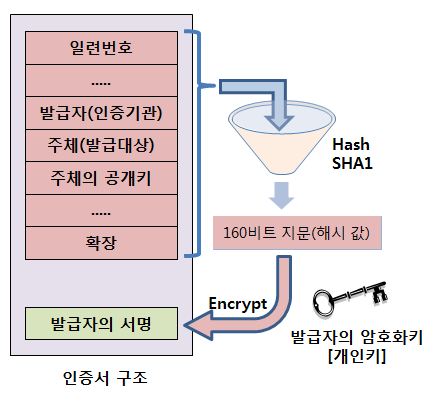 일련번호
.....
발급자(인증기관)
주체(발급대상)
주체의 공개키
.....
확장
발급자의 서명
인증서 구조
Hash
SHA1
160비트 지문(해시 값)
Encrypt
발급자의 암호화키
[개인키]